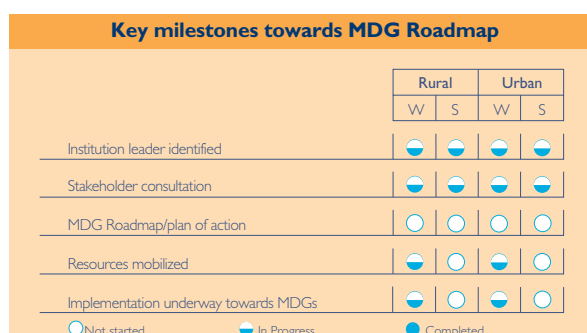 Key milestones towards MDG Roadmap
Rural Urban
W S W S
Institution leader identified
Stakeholder consultation
MDG Roadmap/plan of action
Resources mobilized
Implementation underway towards MDGs
Not started In Progress Completed